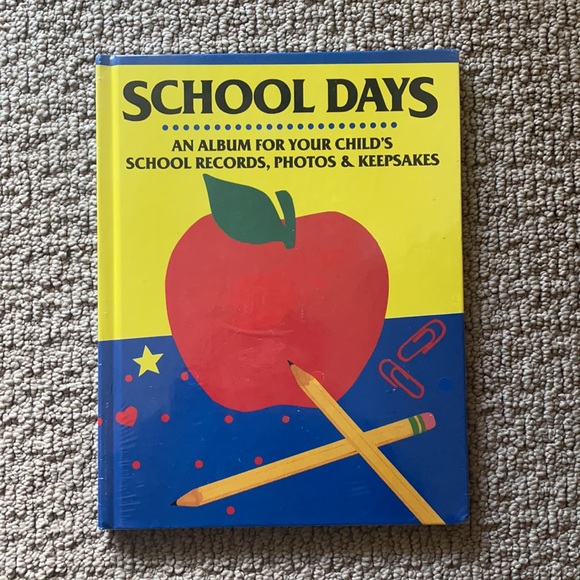 SCHOOL DAYS
AN ALBUM FOR YOUR CHILD'S
SCHOOL RECORDS, PHOTOS & KEEPSAKES